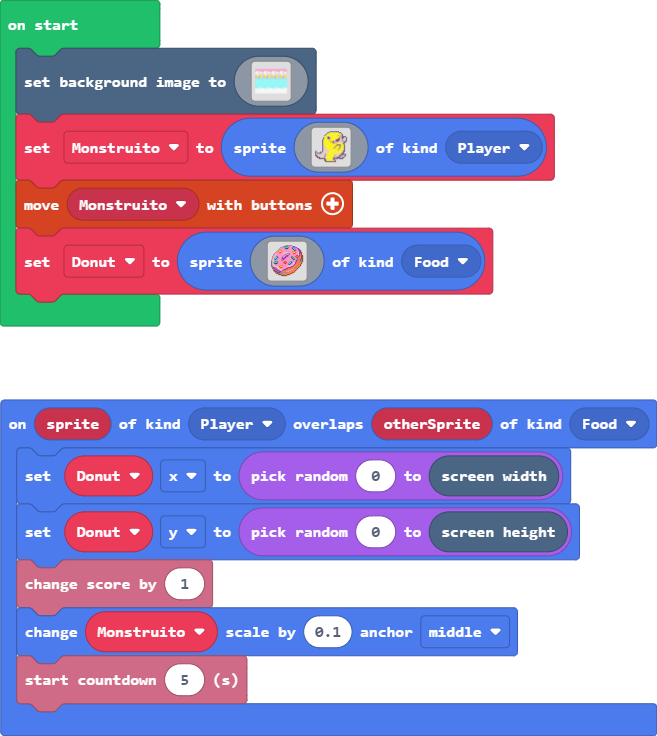 on start
set background image to
set Monstruito to sprite of kind Player
move Monstruito with buttons
set Donut to sprite of kind Food
on sprite of kind Player overlaps otherSprite of kind Food
set Donut x to pick random 0 to screen width
set Donut y to pick random 0 to screen height
change score by 1
change Monstruito scale by 0.1 anchor middle
start countdown 5 (s)